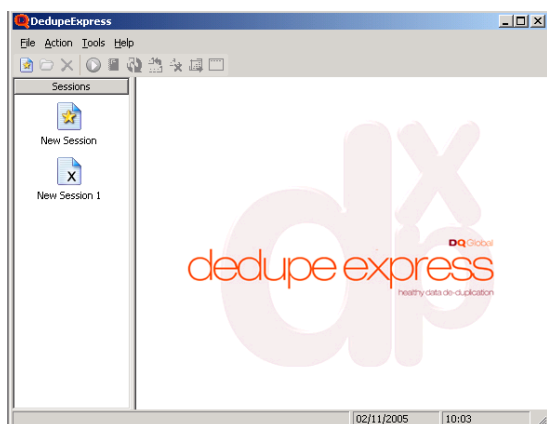 DedupeExpress
File Action Tools Help
Sessions
New Session
x
New Session 1
dx
dp
DQ Global
dedupe express
healthy data de-duplication
02/11/2005 10:03